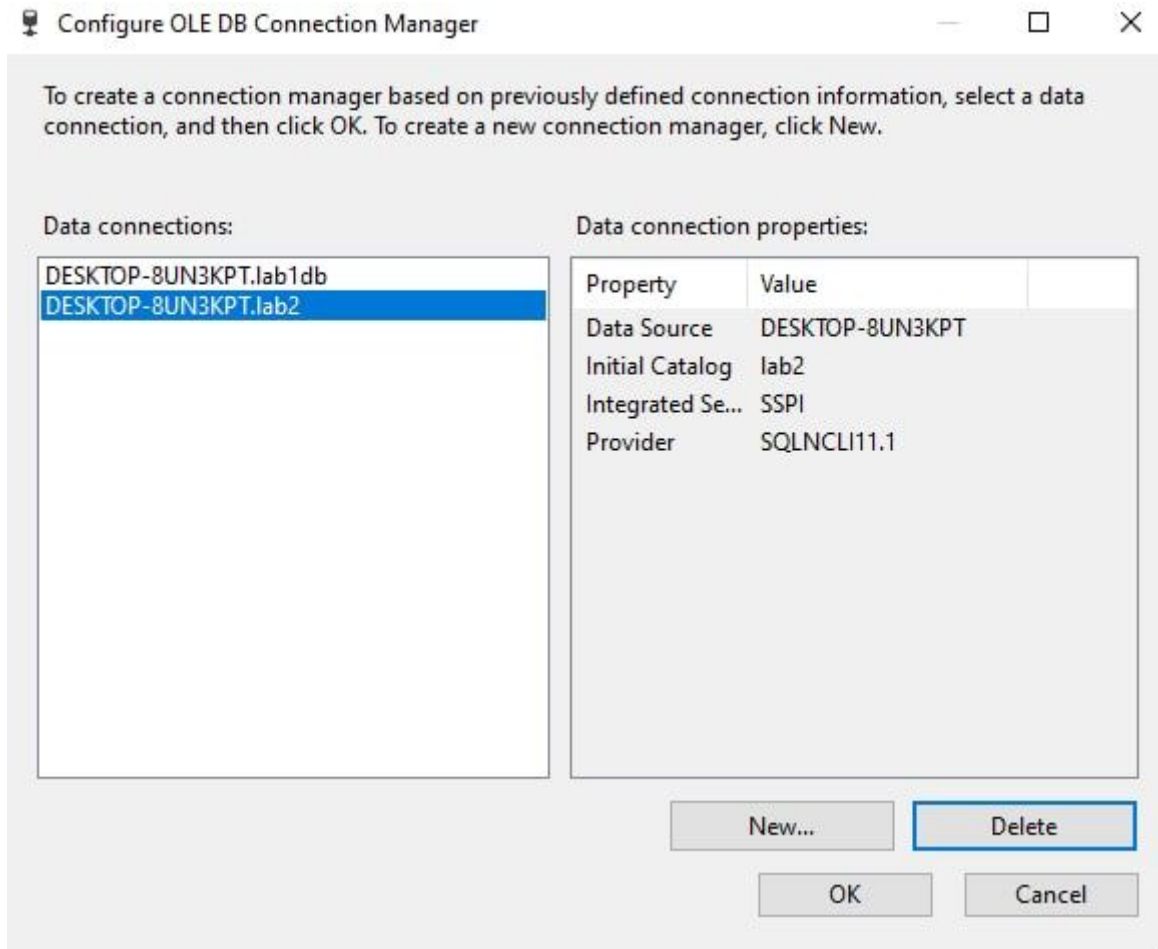 Configure OLE DB Connection Manager
To create a connection manager based on previously defined connection information, select a data
connection, and then click OK. To create a new connection manager, click New.
Data connections:
DESKTOP-8UN3KPT.lab1db
DESKTOP-8UN3KPT.lab2
Data connection properties:
Property Value
Data Source DESKTOP-8UN3KPT
Initial Catalog lab2
Integrated Se... SSPI
Provider SQLNCLI11.1
New... Delete
OK Cancel